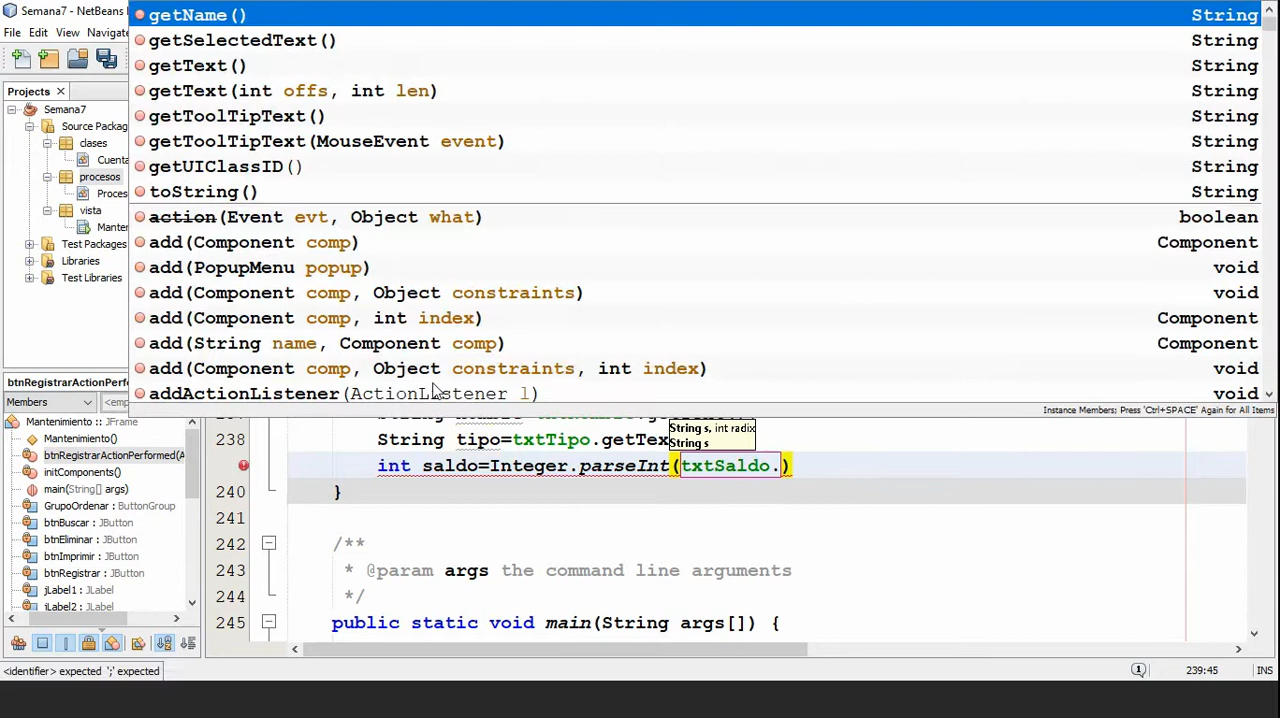 Semana7 - NetBeans
File Edit View Navigate
Projects
Semana7
Source Packag
clases
Cuenta
procesos
Proces
vista
Manter
Test Packages
Libraries
Test Libraries
getName() String
getSelectedText() String
getText() String
getText(int offs, int len) String
getToolTipText() String
getToolTipText(MouseEvent event) String
getUIClassID() String
toString() String
action(Event evt, Object what) boolean
add(Component comp) Component
add(PopupMenu popup) void
add(Component comp, Object constraints) void
add(Component comp, int index) Component
add(String name, Component comp) Component
add(Component comp, Object constraints, int index) void
addActionListener(ActionListener l) void
Instance Members; Press 'Ctrl+SPACE' Again for All Items
btnRegistrarActionPerfor
Members <emp
Mantenimiento :: JFrame
Mantenimiento()
btnRegistrarActionPerformed(A
initComponents()
main(String[] args)
GrupoOrdenar : ButtonGroup
btnBuscar : JButton
btnEliminar : JButton
btnImprimir : JButton
btnRegistrar : JButton
jLabel1 : JLabel
jLabel2 : JLabel
String s, int radix
String s
238 String tipo=txtTipo.getTex
int saldo=Integer.parseInt(txtSaldo.)
240 }
241
242 /**
243 * @param args the command line arguments
244 */
245 public static void main(String args[]) {
<identifier> expected ';' expected
1
239:45
INS